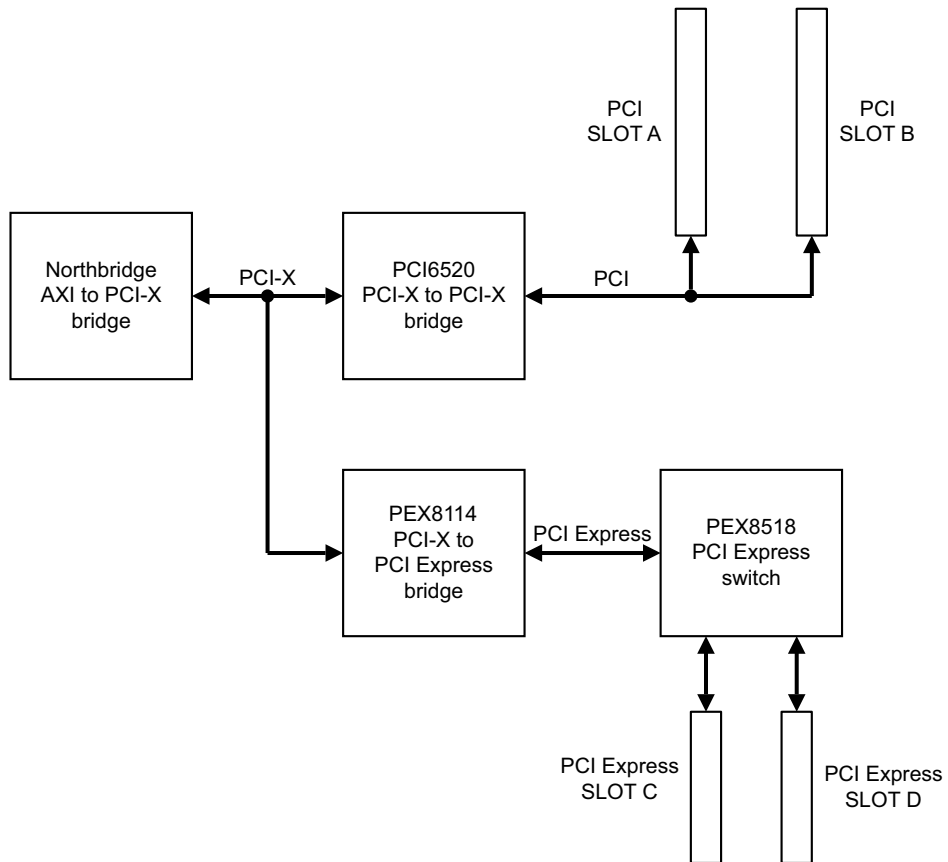 PCI
SLOT A
PCI
SLOT B
Northbridge
AXI to PCI-X
bridge
PCI-X
PCI6520
PCI-X to PCI-X
bridge
PCI
PEX8114
PCI-X to
PCI Express
bridge
PCI Express
PEX8518
PCI Express
switch
PCI Express
SLOT C
PCI Express
SLOT D